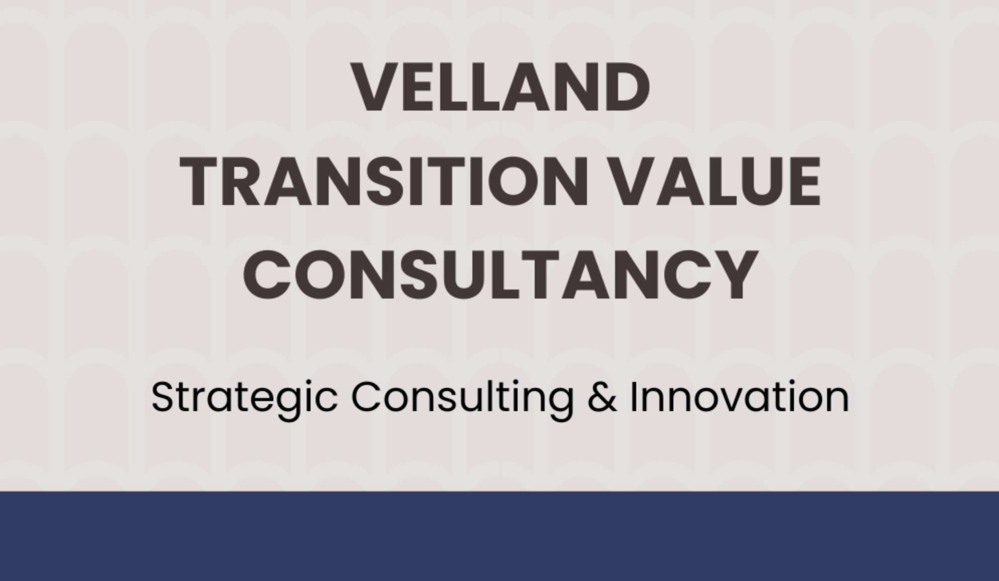 VELLAND
TRANSITION VALUE
CONSULTANCY
Strategic Consulting & Innovation